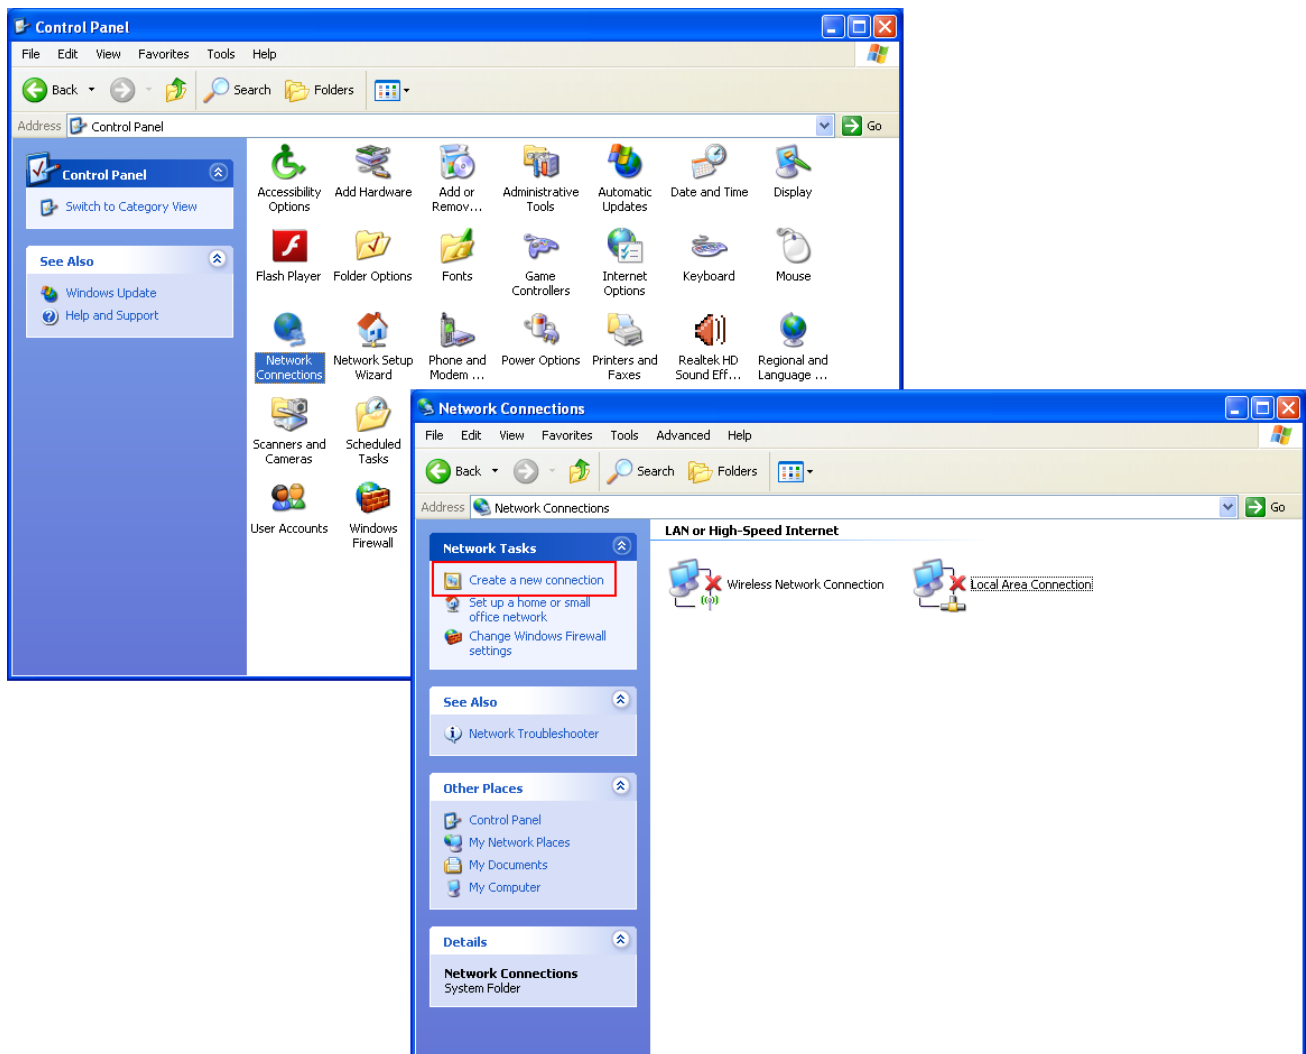 Control Panel
File Edit View Favorites Tools Help
Back Search Folders
Address Control Panel Go
Control Panel
Switch to Category View
See Also
Windows Update
Help and Support
Accessibility Options
Add Hardware
Add or Remov...
Administrative Tools
Automatic Updates
Date and Time
Display
Flash Player
Folder Options
Fonts
Game Controllers
Internet Options
Keyboard
Mouse
Network Connections
Network Setup Wizard
Phone and Modem ...
Power Options
Printers and Faxes
Realtek HD Sound Eff...
Regional and Language ...
Scanners and Cameras
Scheduled Tasks
User Accounts
Windows Firewall
Network Connections
File Edit View Favorites Tools Advanced Help
Back Search Folders
Address Network Connections Go
Network Tasks
Create a new connection
Set up a home or small
office network
Change Windows Firewall
settings
See Also
Network Troubleshooter
Other Places
Control Panel
My Network Places
My Documents
My Computer
Details
Network Connections
System Folder
LAN or High-Speed Internet
Wireless Network Connection
Local Area Connection